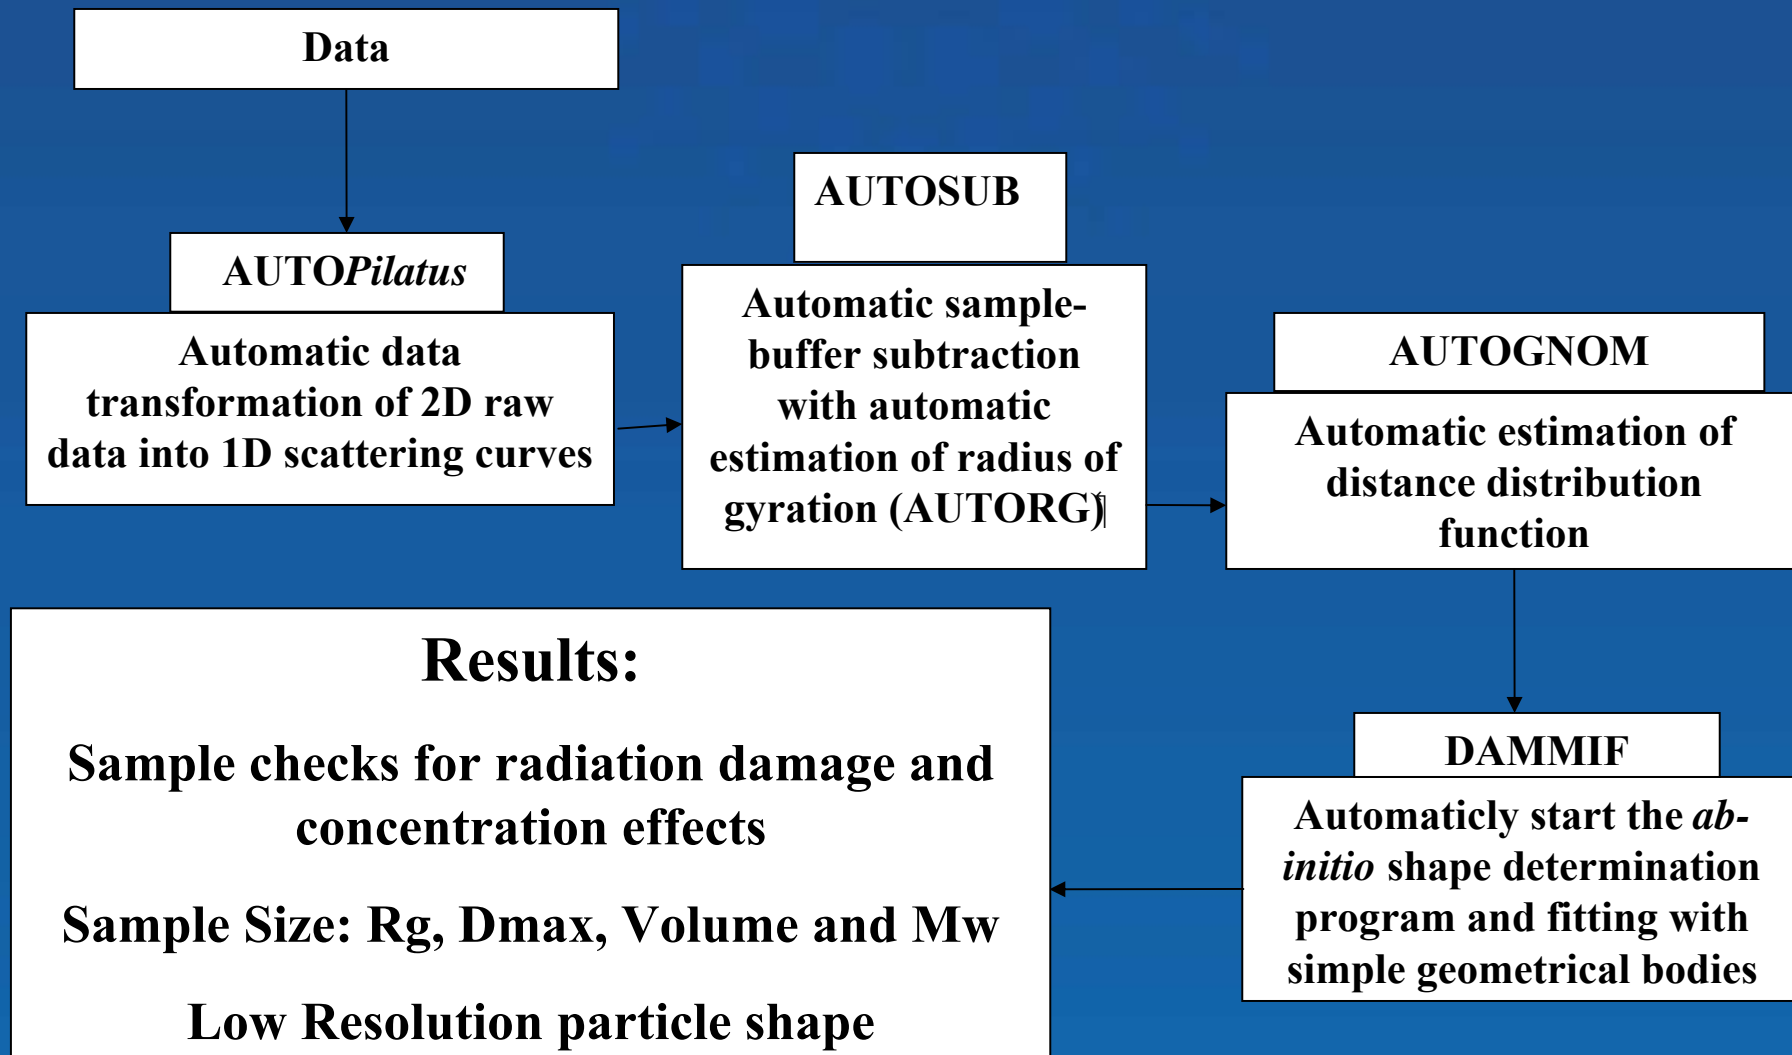 Data
AUTOPilatus
Automatic data
transformation of 2D raw
data into 1D scattering curves
AUTOSUB
Automatic sample-
buffer subtraction
with automatic
estimation of radius of
gyration (AUTORG)
AUTOGNOM
Automatic estimation of
distance distribution
function
DAMMIF
Automaticly start the ab-
initio shape determination
program and fitting with
simple geometrical bodies
Results:
Sample checks for radiation damage and
concentration effects
Sample Size: Rg, Dmax, Volume and Mw
Low Resolution particle shape